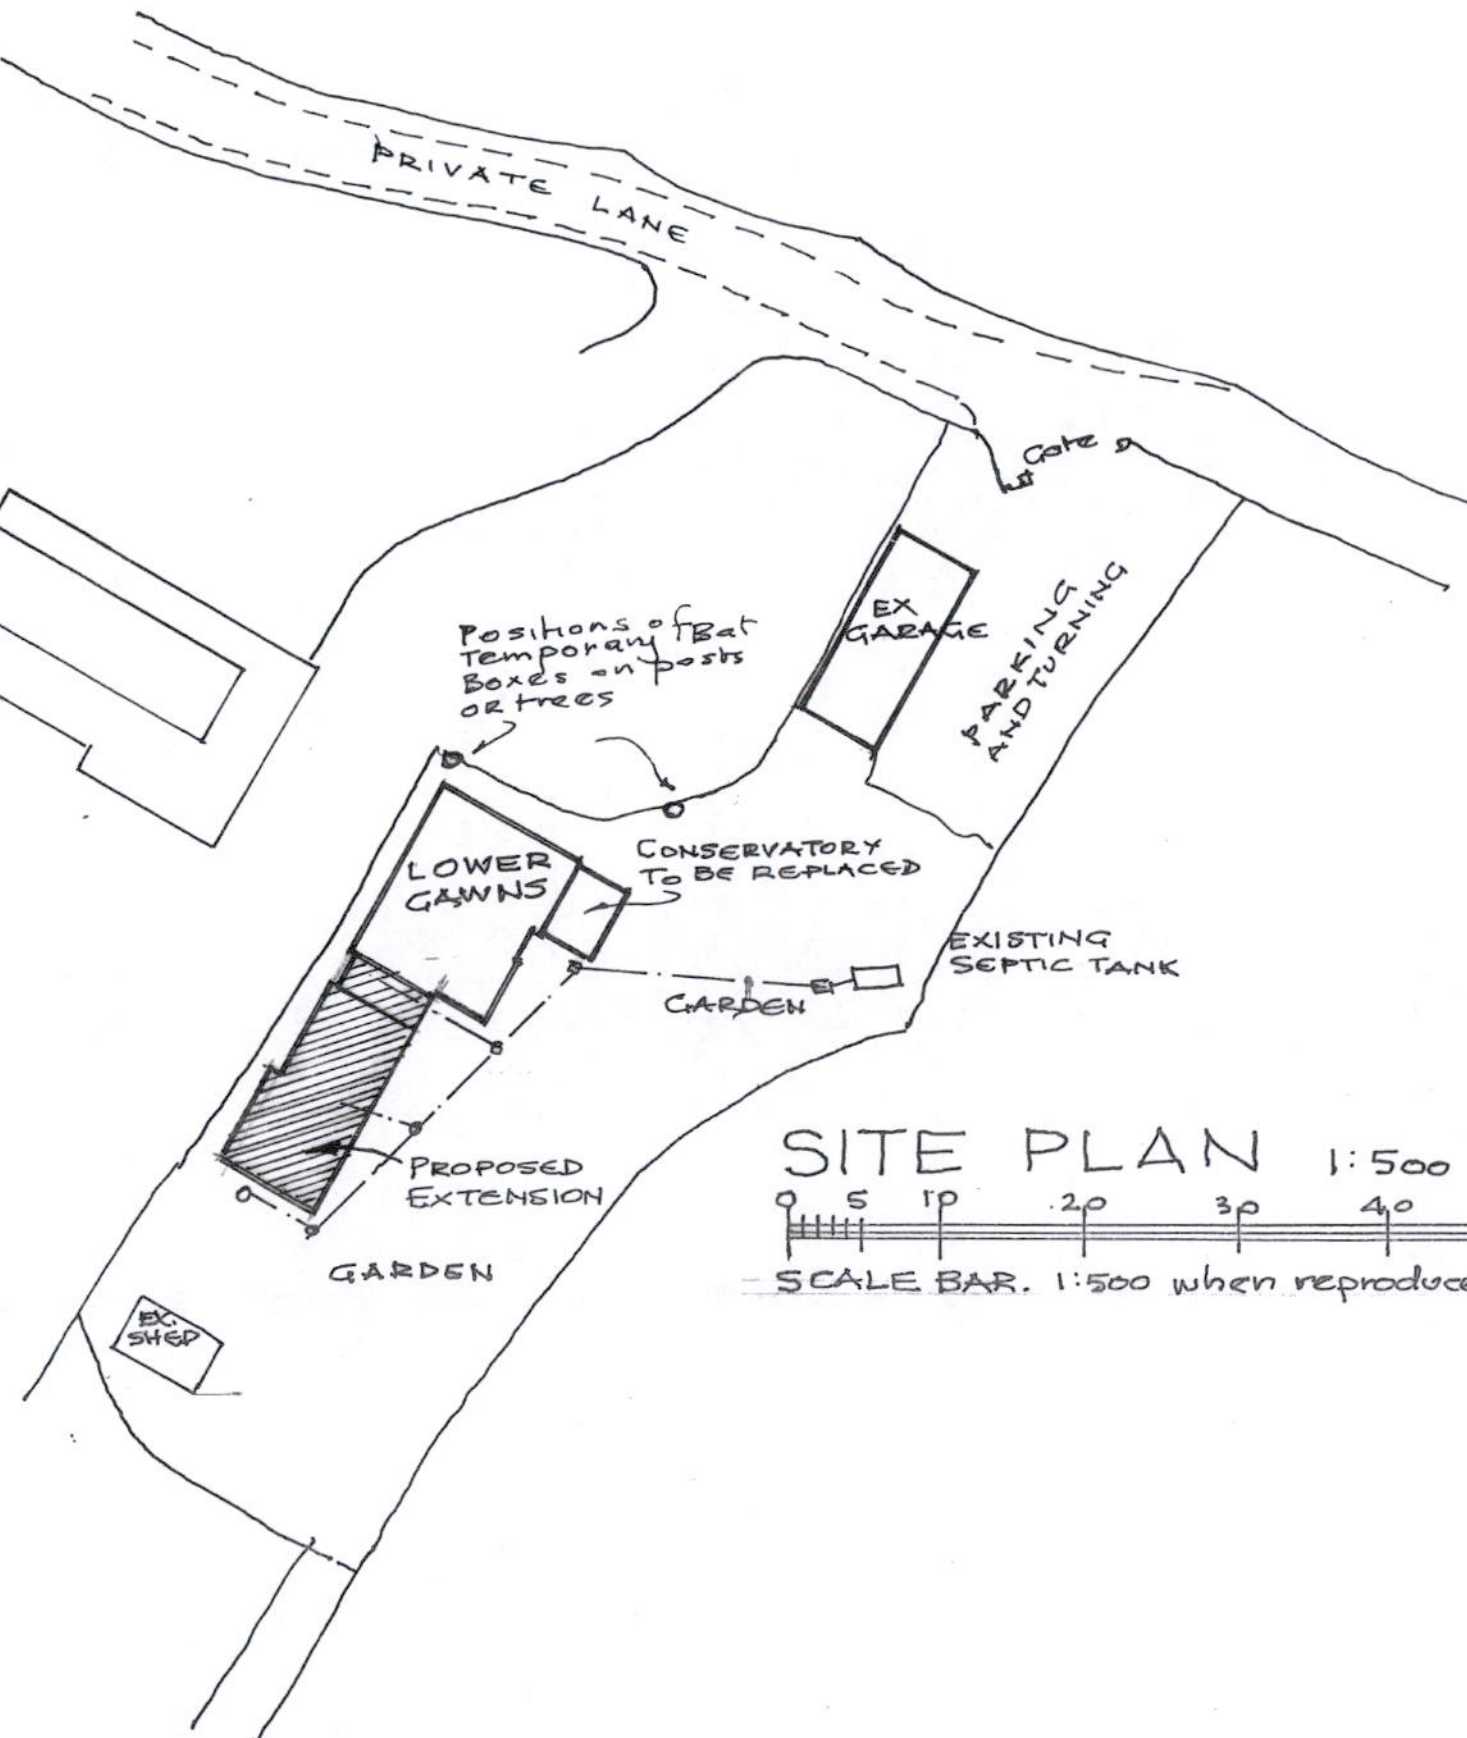 PRIVATE LANE
Gate
EX
GARAGE
PARKING
AND TURNING
Positions of Bat
Temporary
Boxes on posts
OR trees
LOWER
GAWNS
CONSERVATORY
TO BE REPLACED
EXISTING
SEPTIC TANK
GARDEN
PROPOSED
EXTENSION
GARDEN
EX.
SHED
SITE PLAN 1:500
0 5 10 20 30 40
SCALE BAR. 1:500 when reproduce